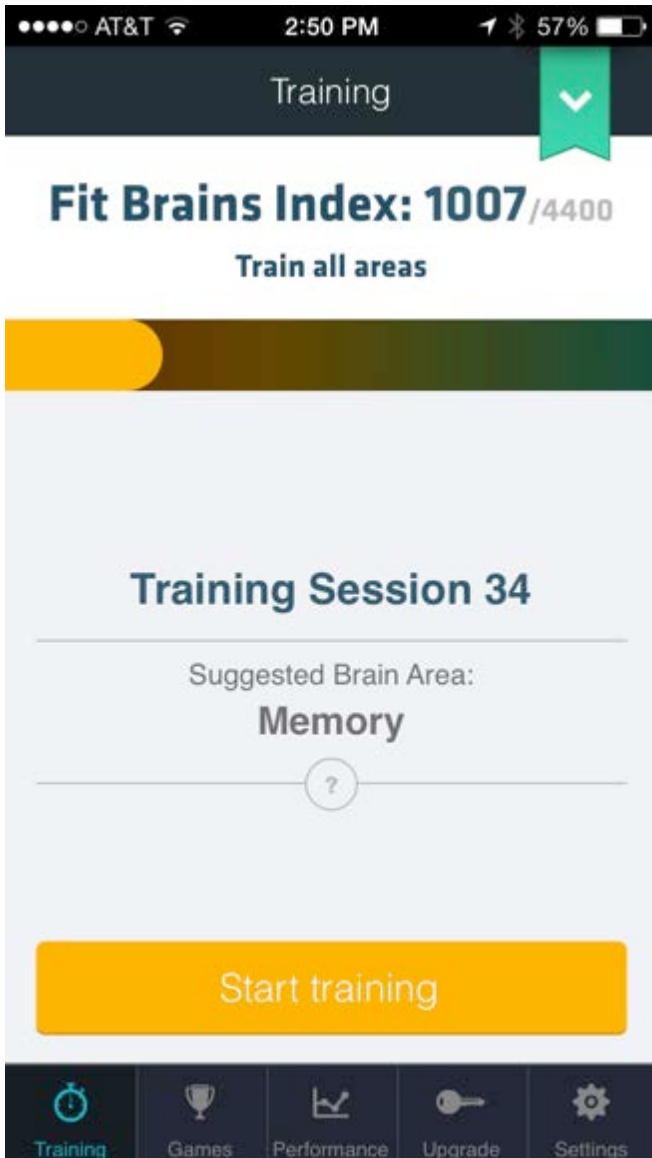 AT&T 2:50 PM 57%
Training
Fit Brains Index: 1007/4400
Train all areas
Training Session 34
Suggested Brain Area:
Memory
?
Start training
Training Games Performance Upgrade Settings